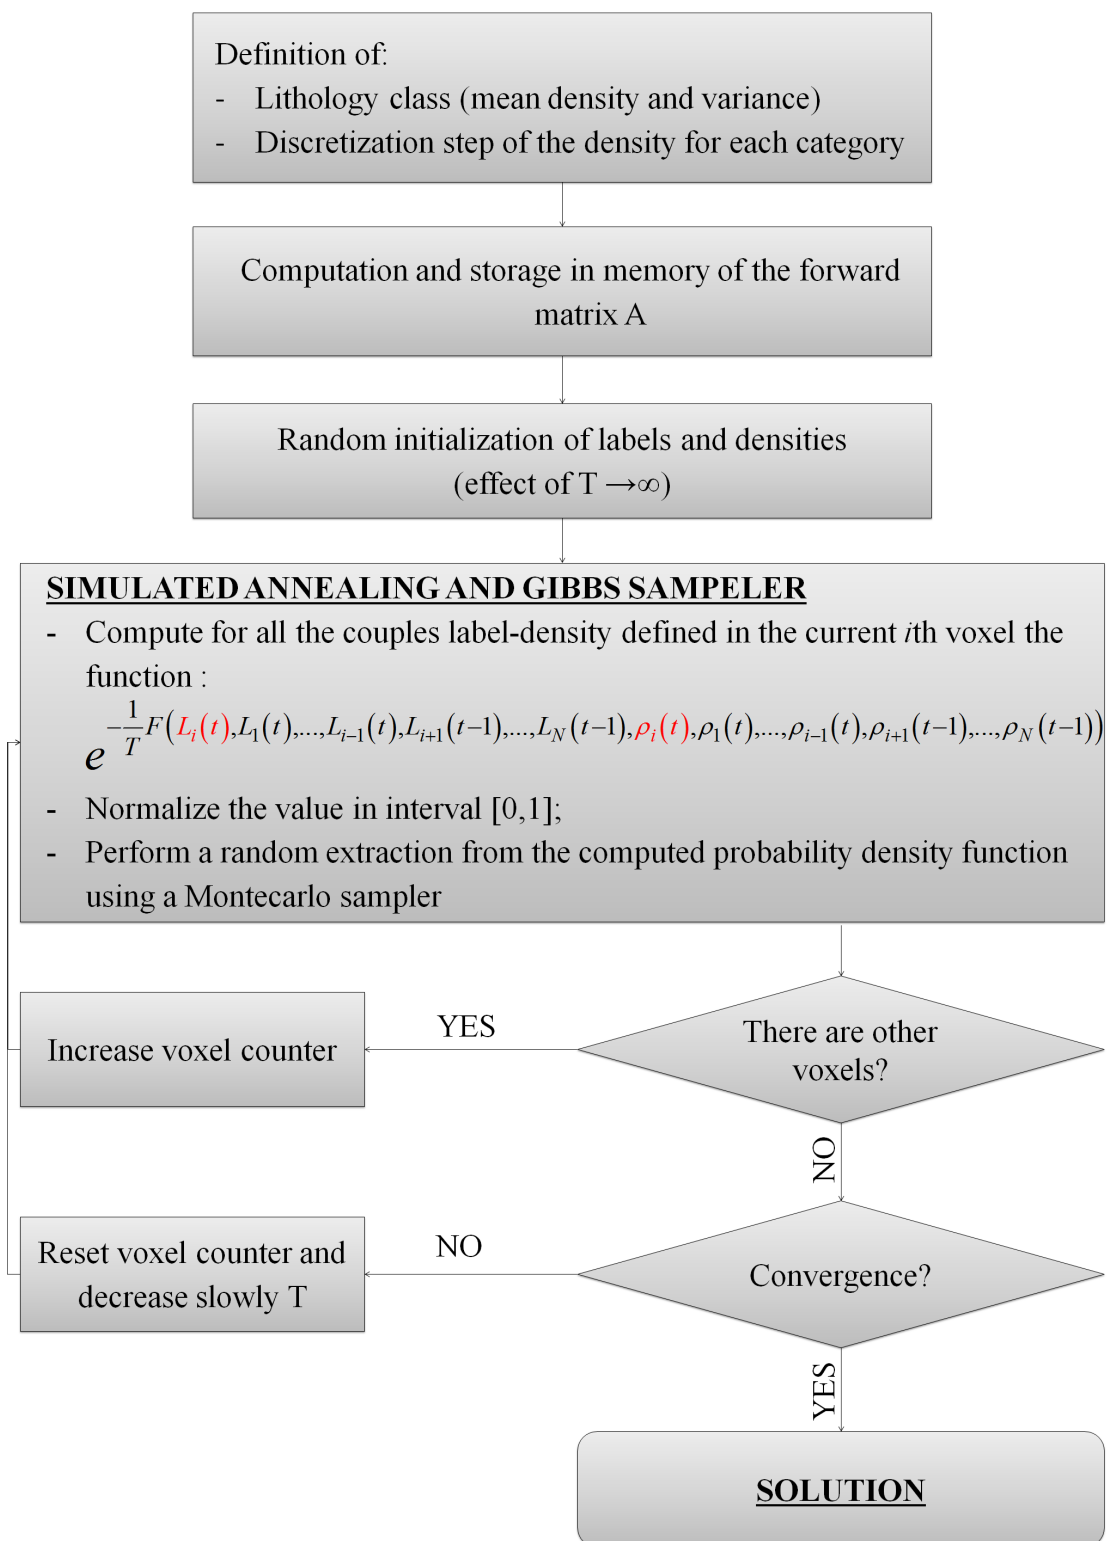 Definition of:
- Lithology class (mean density and variance)
- Discretization step of the density for each category
Computation and storage in memory of the forward
matrix A
Random initialization of labels and densities
(effect of T →∞)
SIMULATED ANNEALING AND GIBBS SAMPELER
- Compute for all the couples label-density defined in the current ith voxel the
function :
e^{-\frac{1}{T}F(L_i(t),L_1(t),...,L_{i-1}(t),L_{i+1}(t-1),...,L_N(t-1),ρ_i(t),ρ_1(t),...,ρ_{i-1}(t),ρ_{i+1}(t-1),...,ρ_N(t-1))}
- Normalize the value in interval [0,1];
- Perform a random extraction from the computed probability density function
using a Montecarlo sampler
There are other
voxels?
YES
Increase voxel counter
NO
Convergence?
NO
Reset voxel counter and
decrease slowly T
YES
SOLUTION